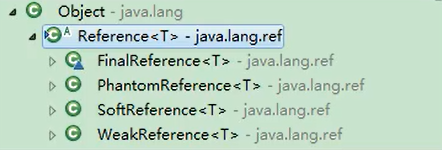 Object - java.lang
A Reference<T> - java.lang.ref
FinalReference<T> - java.lang.ref
PhantomReference<T> - java.lang.ref
SoftReference<T> - java.lang.ref
WeakReference<T> - java.lang.ref